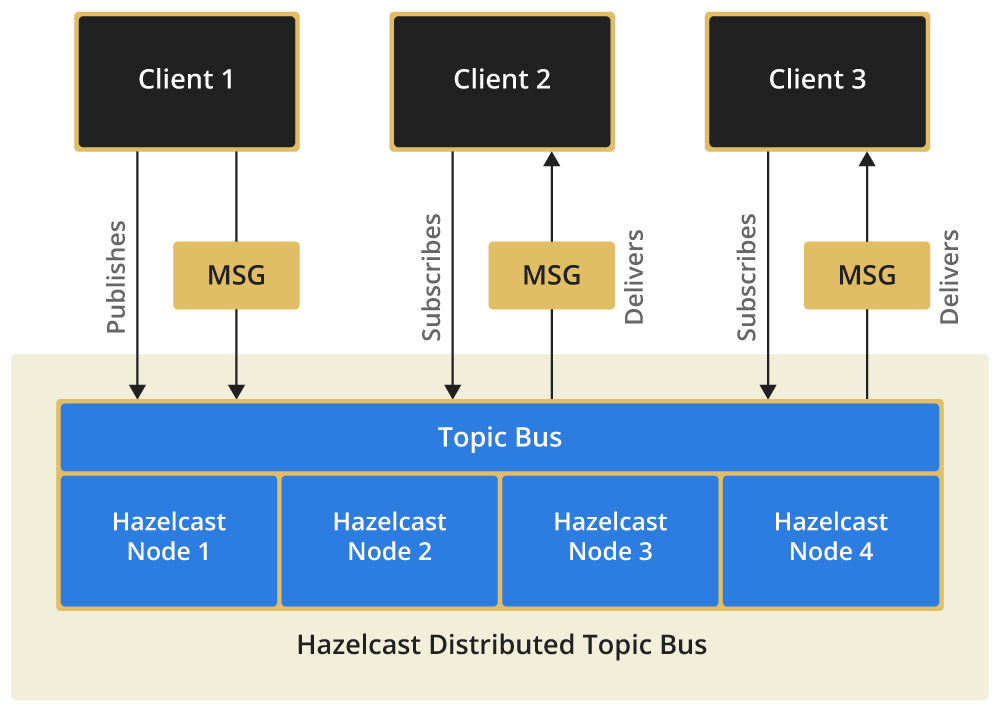 Client 1
Client 2
Client 3
Publishes
MSG
Subscribes
MSG
Delivers
Subscribes
MSG
Delivers
Topic Bus
Hazelcast
Node 1
Hazelcast
Node 2
Hazelcast
Node 3
Hazelcast
Node 4
Hazelcast Distributed Topic Bus